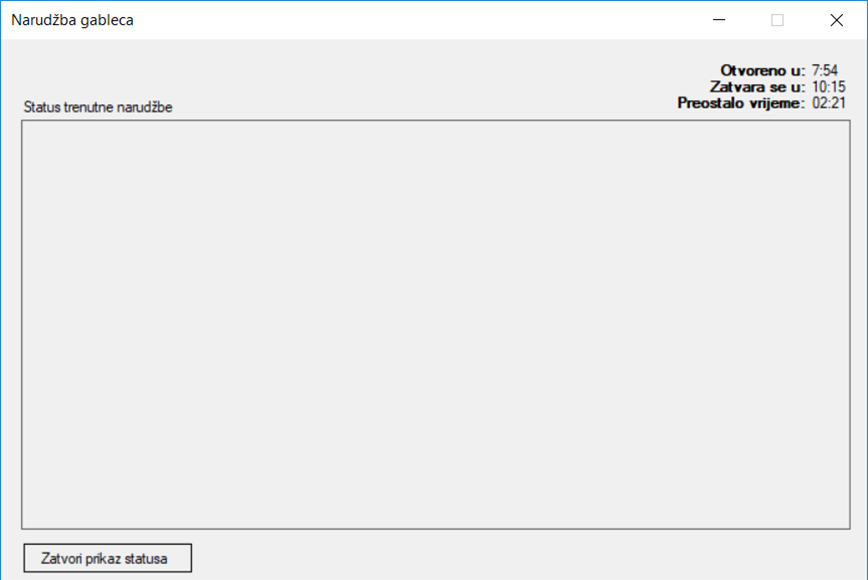 Narudžba gableca
Otvoreno u: 7:54
Zatvara se u: 10:15
Preostalo vrijeme: 02:21
Status trenutne narudžbe
Zatvori prikaz statusa